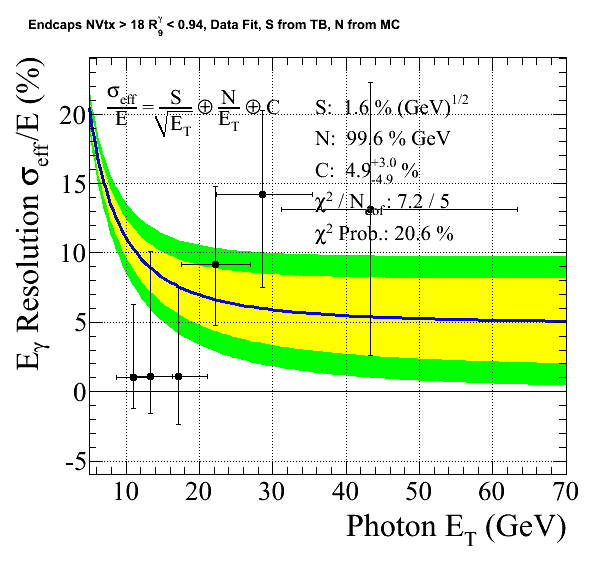 Endcaps NVtx > 18 R₉ᵞ < 0.94, Data Fit, S from TB, N from MC
σ_eff/E = S/√E_T ⊕ N/E_T ⊕ C
S: 1.6 % (GeV)^1/2
N: 99.6 % GeV
C: 4.9 +3.0 -4.9 %
χ² / N_dof: 7.2 / 5
χ² Prob.: 20.6 %
E_γ Resolution σ_eff/E (%)
20
15
10
5
0
-5
10 20 30 40 50 60 70
Photon E_T (GeV)